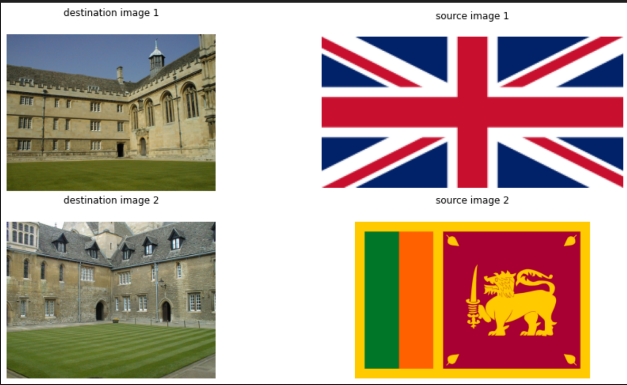 destination image 1
source image 1
destination image 2
source image 2